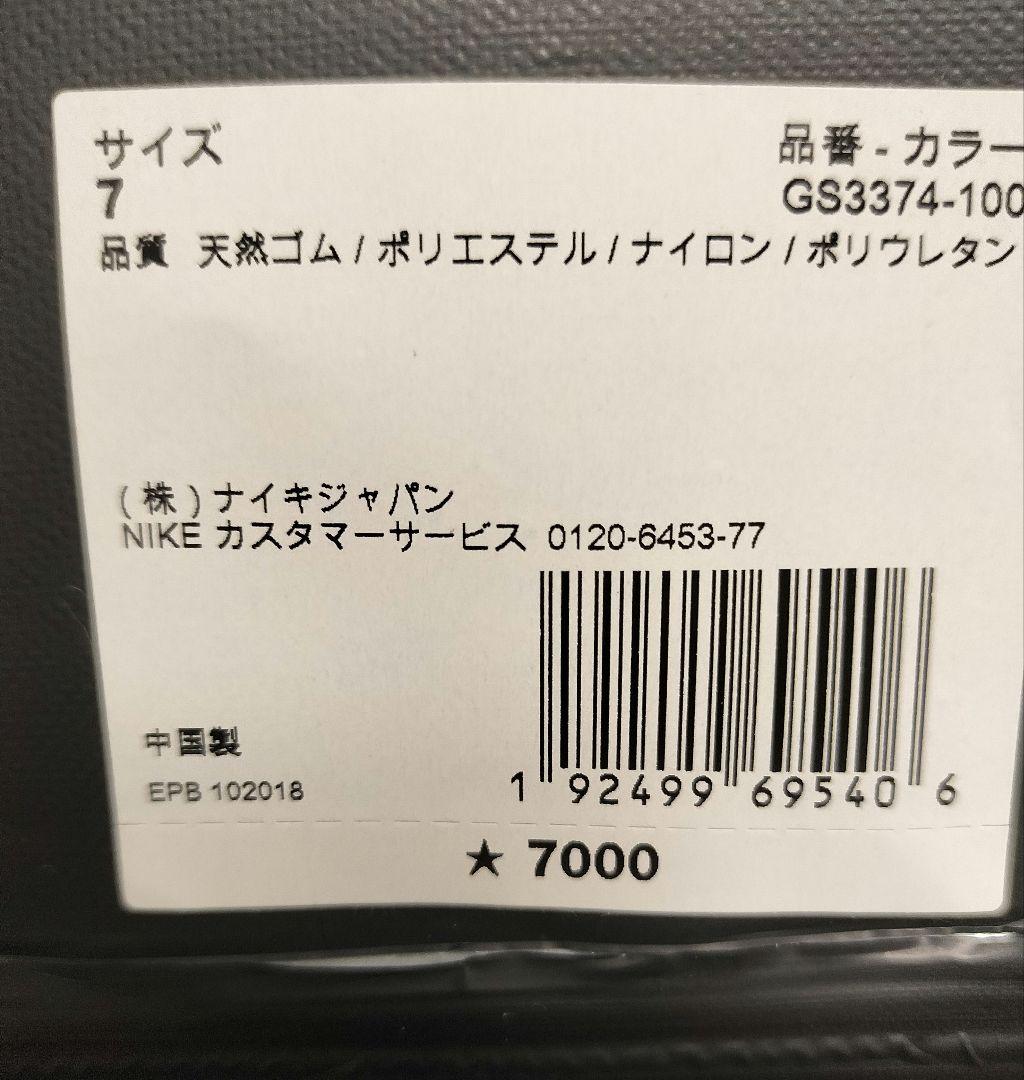 サイズ
7
品番 - カラー
GS3374-100
品質 天然ゴム / ポリエステル / ナイロン / ポリウレタン
( 株 ) ナイキジャパン
NIKE カスタマーサービス 0120-6453-77
中国製
EPB 102018
1 92499 69540 6
★ 7000